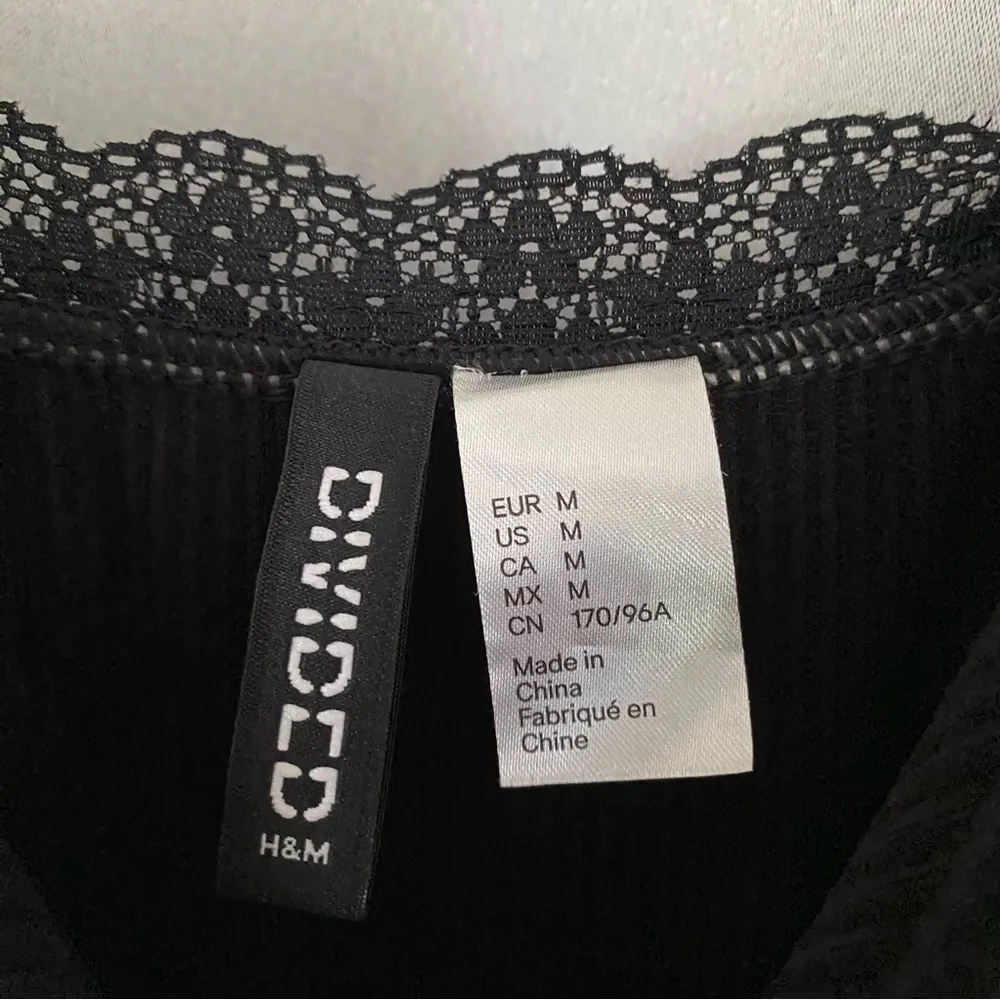 DIVIDED
H&M
EUR M
US M
CA M
MX M
CN 170/96A
Made in
China
Fabriqué en
Chine